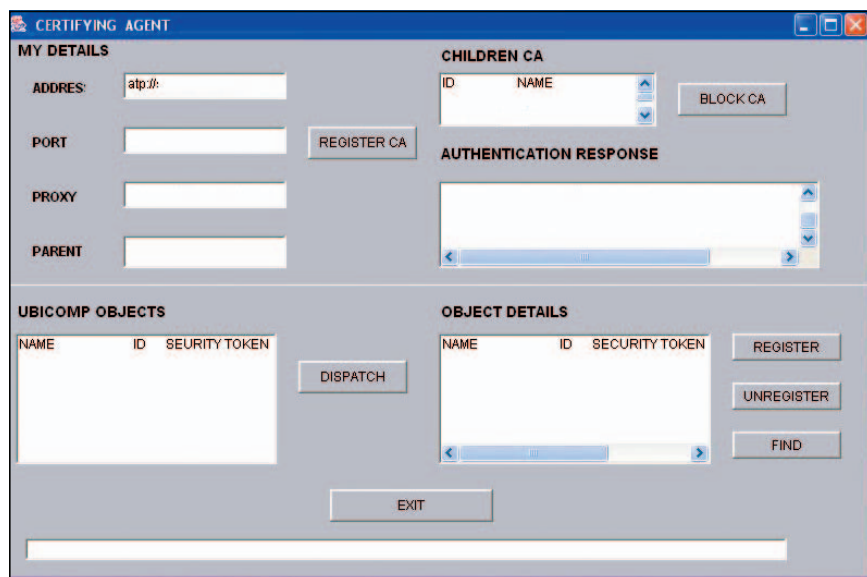 CERTIFYING AGENT
MY DETAILS
ADDRES:
atp://:
PORT
REGISTER CA
PROXY
PARENT
CHILDREN CA
ID NAME
BLOCK CA
AUTHENTICATION RESPONSE
UBICOMP OBJECTS
NAME ID SEURITY TOKEN
DISPATCH
OBJECT DETAILS
NAME ID SECURITY TOKEN
REGISTER
UNREGISTER
FIND
EXIT